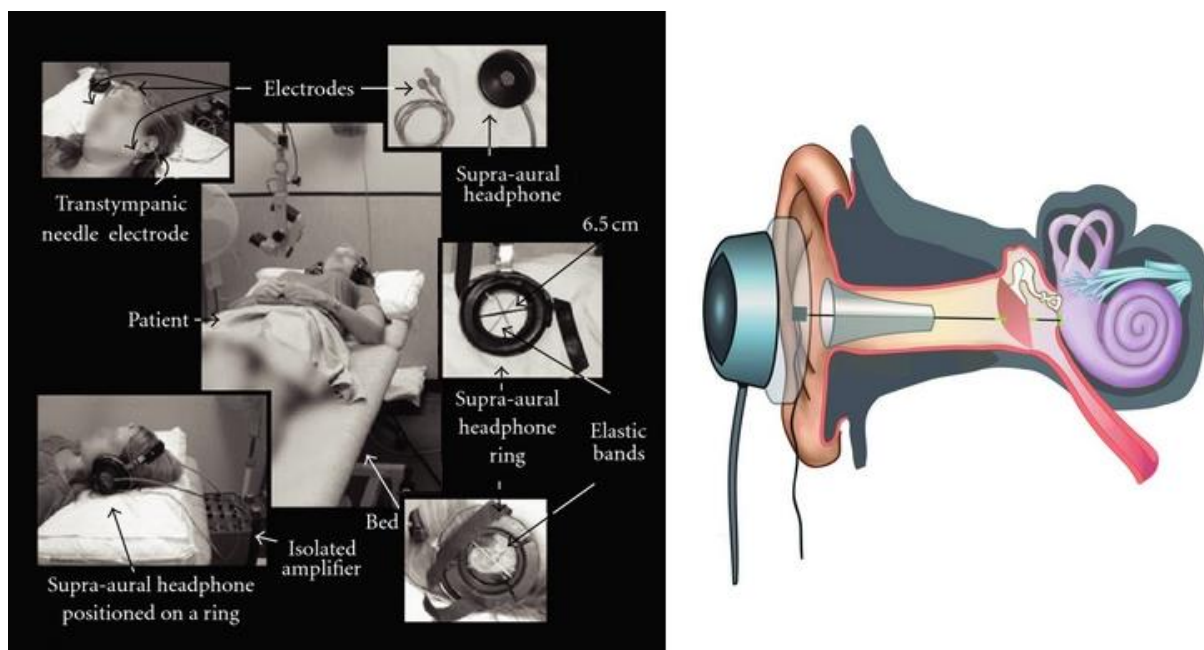 Electrodes
Supra-aural
headphone
Transtympanic
needle electrode
6.5 cm
Patient
Supra-aural
headphone
ring
Elastic
bands
Bed
Isolated
amplifier
Supra-aural headphone
positioned on a ring